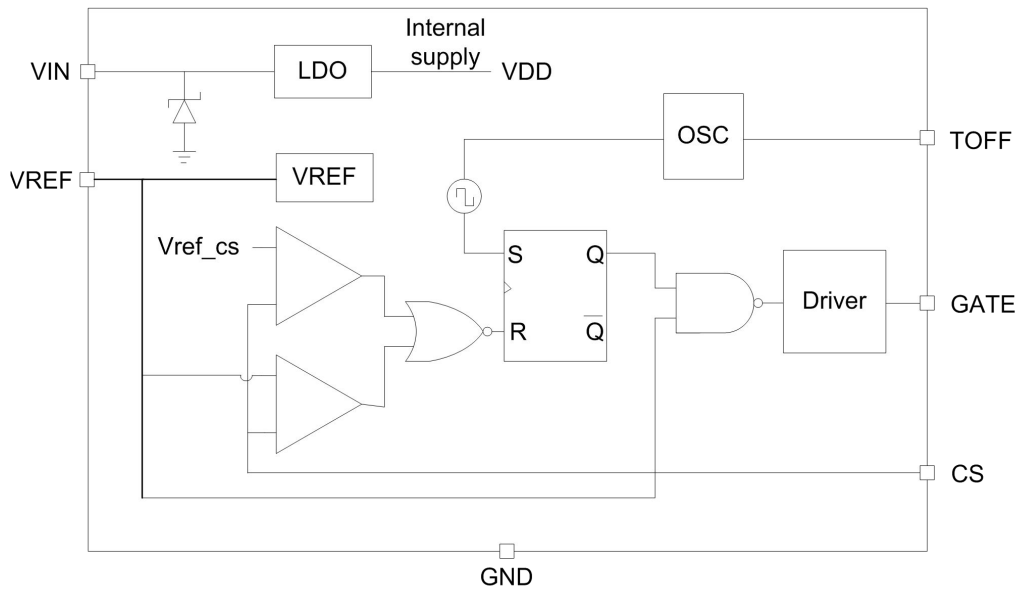 Internal
supply
VIN
LDO
VDD
OSC
TOFF
VREF
VREF
Vref_cs
S
Q
Driver
GATE
R
Q̅
CS
GND